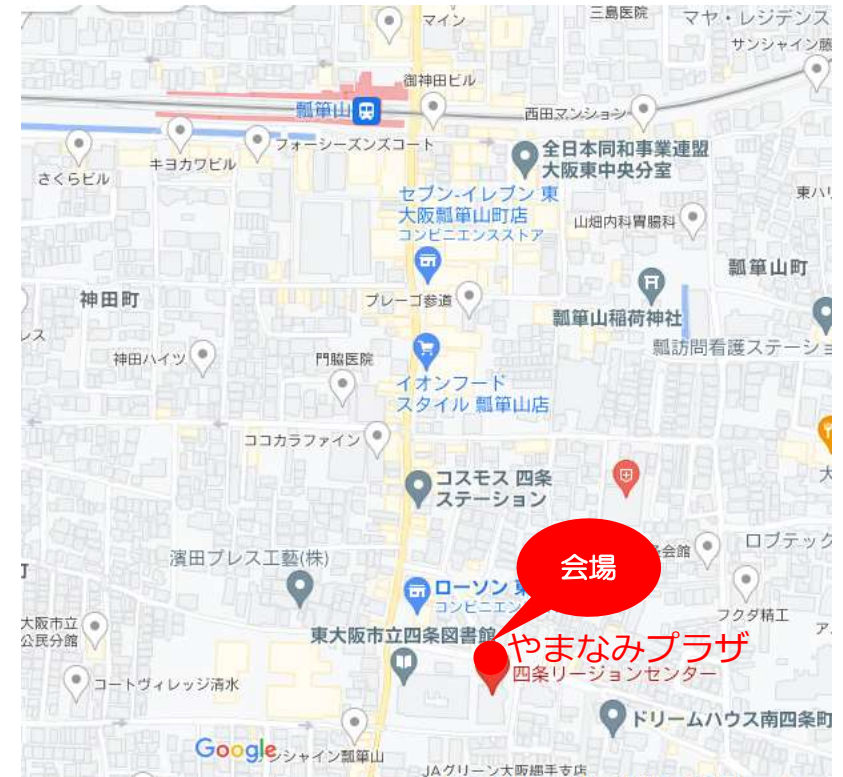 三島医院
マヤ・レジデンス
マイン
サンシャイン藤
御神田ビル
瓢箪山
西田マンション
フォーシーズンズコート
キヨカワビル
さくらビル
全日本同和事業連盟
大阪東中央分室
セブン-イレブン 東
大阪瓢箪山町店
コンビニエンスストア
東ハ
山畑内科胃腸科
瓢箪山町
神田町
プレーゴ参道
瓢箪山稲荷神社
瓢訪問看護ステーショ
神田ハイツ
門脇医院
イオンフード
スタイル 瓢箪山店
ココカラファイン
コスモス 四条
ステーション
大
会館
ロブテック
濱田プレス工藝(株)
会場
ローソン 東
コンビニエン
フクダ精工
大阪市立
公民分館
ア
東大阪市立四条図書館
やまなみプラザ
四条リージョンセンター
コートヴィレッジ清水
ドリームハウス南四条町
Google
シャイン瓢箪山
JAグリーン大阪縄手支店